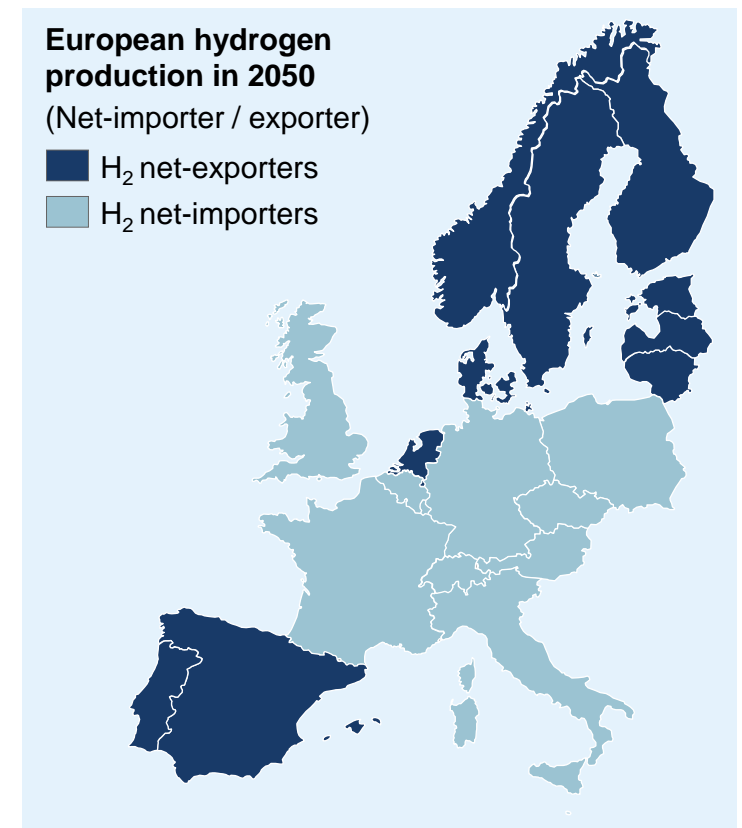 European hydrogen
production in 2050
(Net-importer / exporter)
H₂ net-exporters
H₂ net-importers